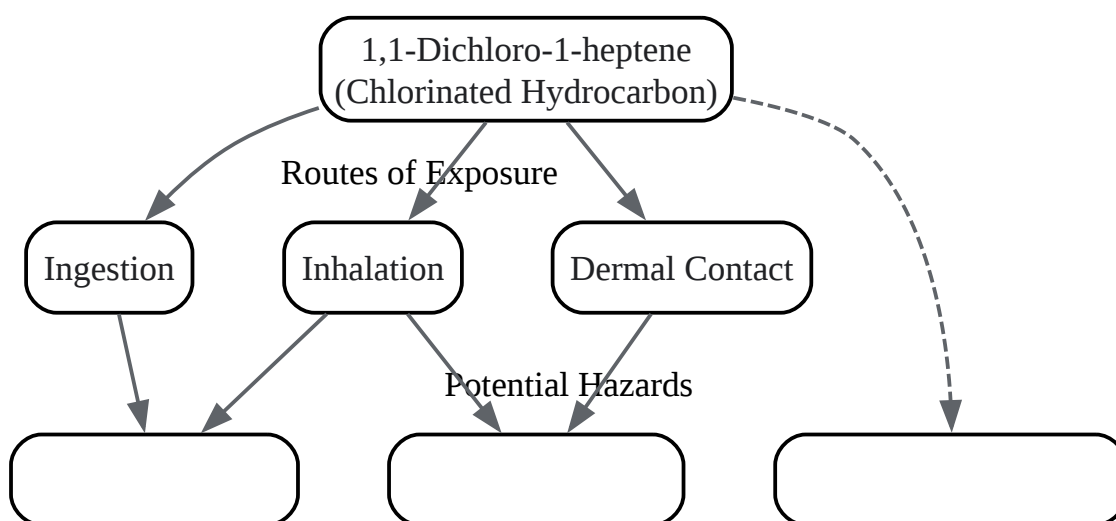 1,1-Dichloro-1-heptene
(Chlorinated Hydrocarbon)
Routes of Exposure
Ingestion
Inhalation
Dermal Contact
Potential Hazards